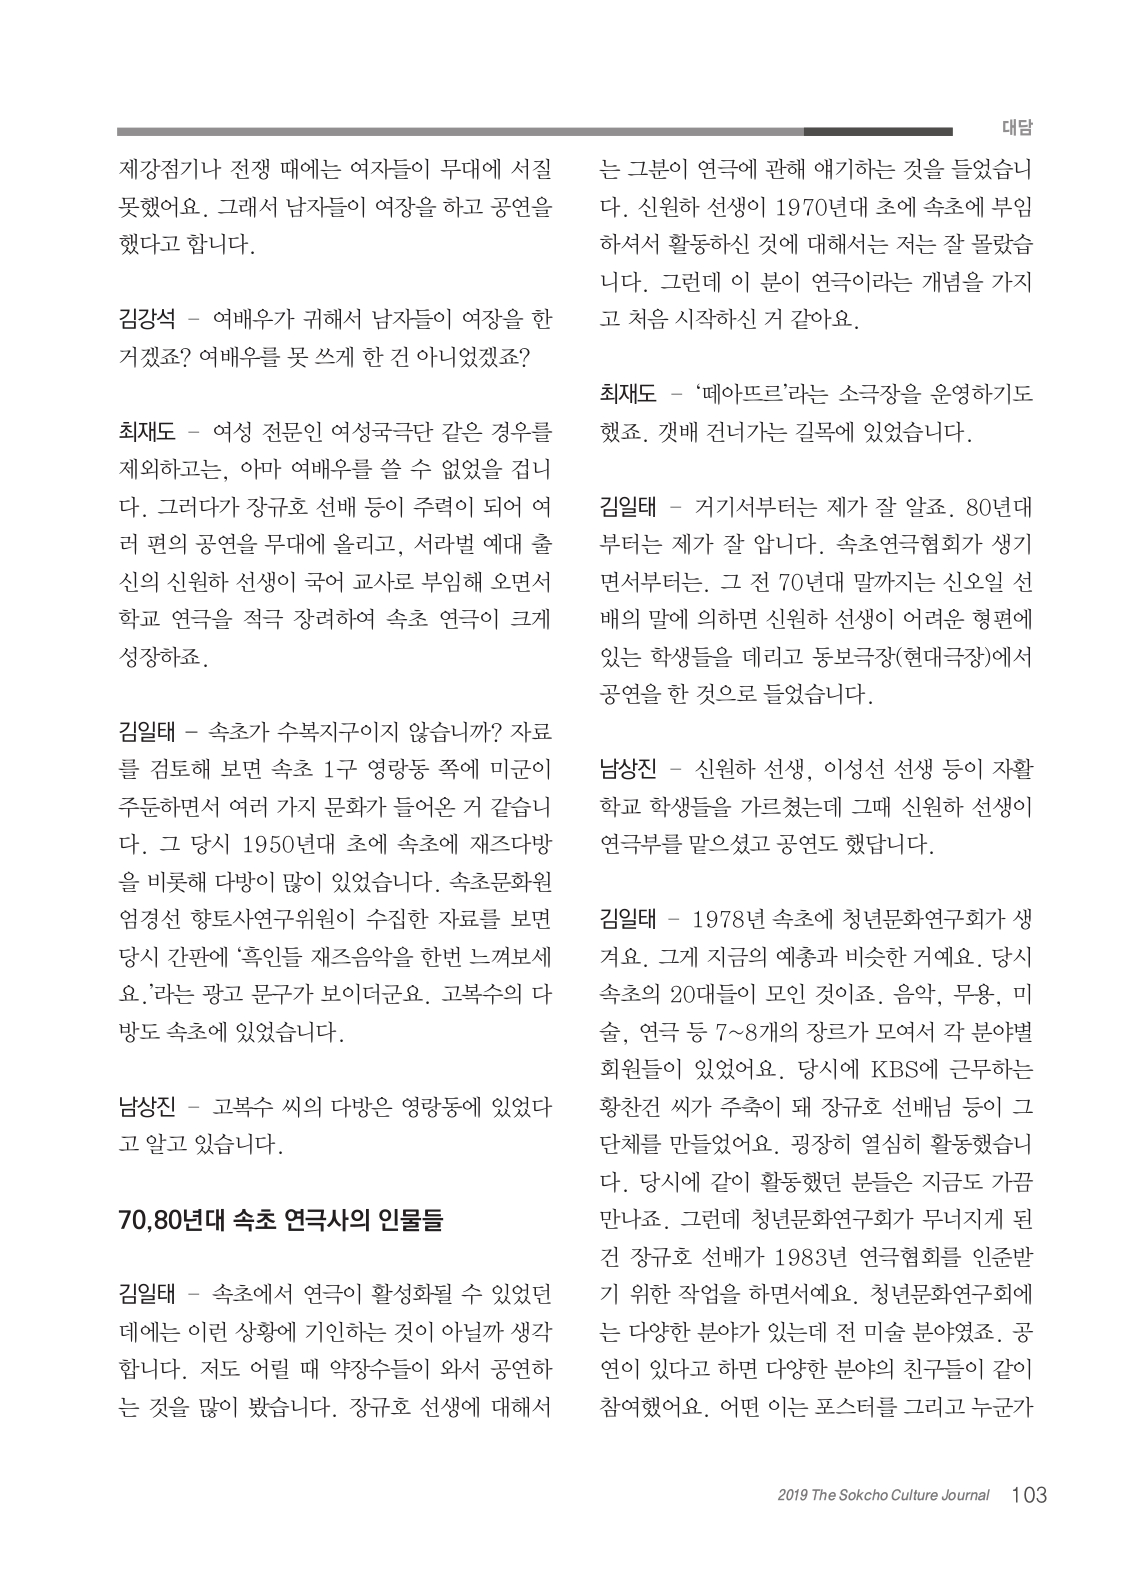 대담
제강점기나 전쟁 때에는 여자들이 무대에 서질
못했어요. 그래서 남자들이 여장을 하고 공연을
했다고 합니다.
김강석 – 여배우가 귀해서 남자들이 여장을 한
거겠죠? 여배우를 못 쓰게 한 건 아니었겠죠?
최재도 – 여성 전문인 여성국극단 같은 경우를
제외하고는, 아마 여배우를 쓸 수 없었을 겁니
다. 그러다가 장규호 선배 등이 주력이 되어 여
러 편의 공연을 무대에 올리고, 서라벌 예대 출
신의 신원하 선생이 국어 교사로 부임해 오면서
학교 연극을 적극 장려하여 속초 연극이 크게
성장하죠.
김일태 – 속초가 수복지구이지 않습니까? 자료
를 검토해 보면 속초 1구 영랑동 쪽에 미군이
주둔하면서 여러 가지 문화가 들어온 거 같습니
다. 그 당시 1950년대 초에 속초에 재즈다방
을 비롯해 다방이 많이 있었습니다. 속초문화원
엄경선 향토사연구위원이 수집한 자료를 보면
당시 간판에 ‘흑인들 재즈음악을 한번 느껴보세
요.’라는 광고 문구가 보이더군요. 고복수의 다
방도 속초에 있었습니다.
남상진 – 고복수 씨의 다방은 영랑동에 있었다
고 알고 있습니다.
70,80년대 속초 연극사의 인물들
김일태 – 속초에서 연극이 활성화될 수 있었던
데에는 이런 상황에 기인하는 것이 아닐까 생각
합니다. 저도 어릴 때 약장수들이 와서 공연하
는 것을 많이 봤습니다. 장규호 선생에 대해서
는 그분이 연극에 관해 얘기하는 것을 들었습니
다. 신원하 선생이 1970년대 초에 속초에 부임
하셔서 활동하신 것에 대해서는 저는 잘 몰랐습
니다. 그런데 이 분이 연극이라는 개념을 가지
고 처음 시작하신 거 같아요.
최재도 – ‘떼아뜨르’라는 소극장을 운영하기도
했죠. 갯배 건너가는 길목에 있었습니다.
김일태 – 거기서부터는 제가 잘 알죠. 80년대
부터는 제가 잘 압니다. 속초연극협회가 생기
면서부터는. 그 전 70년대 말까지는 신오일 선
배의 말에 의하면 신원하 선생이 어려운 형편에
있는 학생들을 데리고 동보극장(현대극장)에서
공연을 한 것으로 들었습니다.
남상진 – 신원하 선생, 이성선 선생 등이 자활
학교 학생들을 가르쳤는데 그때 신원하 선생이
연극부를 맡으셨고 공연도 했답니다.
김일태 – 1978년 속초에 청년문화연구회가 생
겨요. 그게 지금의 예총과 비슷한 거예요. 당시
속초의 20대들이 모인 것이죠. 음악, 무용, 미
술, 연극 등 7~8개의 장르가 모여서 각 분야별
회원들이 있었어요. 당시에 KBS에 근무하는
황찬건 씨가 주축이 돼 장규호 선배님 등이 그
단체를 만들었어요. 굉장히 열심히 활동했습니
다. 당시에 같이 활동했던 분들은 지금도 가끔
만나죠. 그런데 청년문화연구회가 무너지게 된
건 장규호 선배가 1983년 연극협회를 인준받
기 위한 작업을 하면서예요. 청년문화연구회에
는 다양한 분야가 있는데 전 미술 분야였죠. 공
연이 있다고 하면 다양한 분야의 친구들이 같이
참여했어요. 어떤 이는 포스터를 그리고 누군가
2019 The Sokcho Culture Journal 103